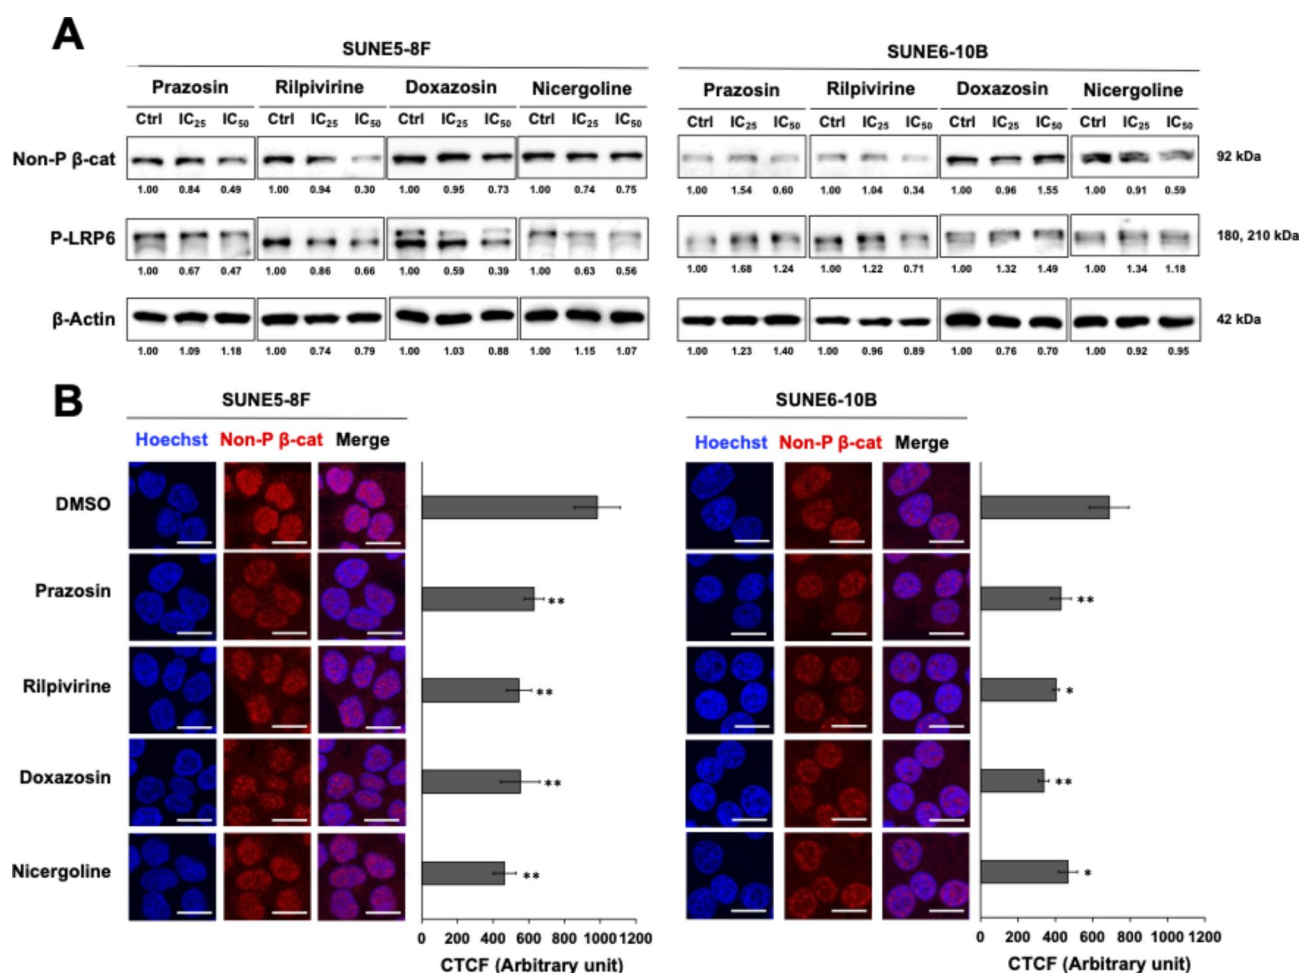 A
SUNE5-8F SUNE6-10B
Prazosin Rilpivirine Doxazosin Nicergoline Prazosin Rilpivirine Doxazosin Nicergoline
Ctrl IC25 IC50 Ctrl IC25 IC50 Ctrl IC25 IC50 Ctrl IC25 IC50 Ctrl IC25 IC50 Ctrl IC25 IC50 Ctrl IC25 IC50 Ctrl IC25 IC50
Non-P β-cat 92 kDa
1.00 0.84 0.49 1.00 0.94 0.30 1.00 0.95 0.73 1.00 0.74 0.75 1.00 1.54 0.60 1.00 1.04 0.34 1.00 0.96 1.55 1.00 0.91 0.59
P-LRP6 180, 210 kDa
1.00 0.67 0.47 1.00 0.86 0.66 1.00 0.59 0.39 1.00 0.63 0.56 1.00 1.68 1.24 1.00 1.22 0.71 1.00 1.32 1.49 1.00 1.34 1.18
β-Actin 42 kDa
1.00 1.09 1.18 1.00 0.74 0.79 1.00 1.03 0.88 1.00 1.15 1.07 1.00 1.23 1.40 1.00 0.96 0.89 1.00 0.76 0.70 1.00 0.92 0.95
B
SUNE5-8F SUNE6-10B
Hoechst Non-P β-cat Merge Hoechst Non-P β-cat Merge
DMSO
Prazosin ** **
Rilpivirine ** *
Doxazosin ** **
Nicergoline ** *
0 200 400 600 800 1000 1200 0 200 400 600 800 1000 1200
CTCF (Arbitrary unit) CTCF (Arbitrary unit)